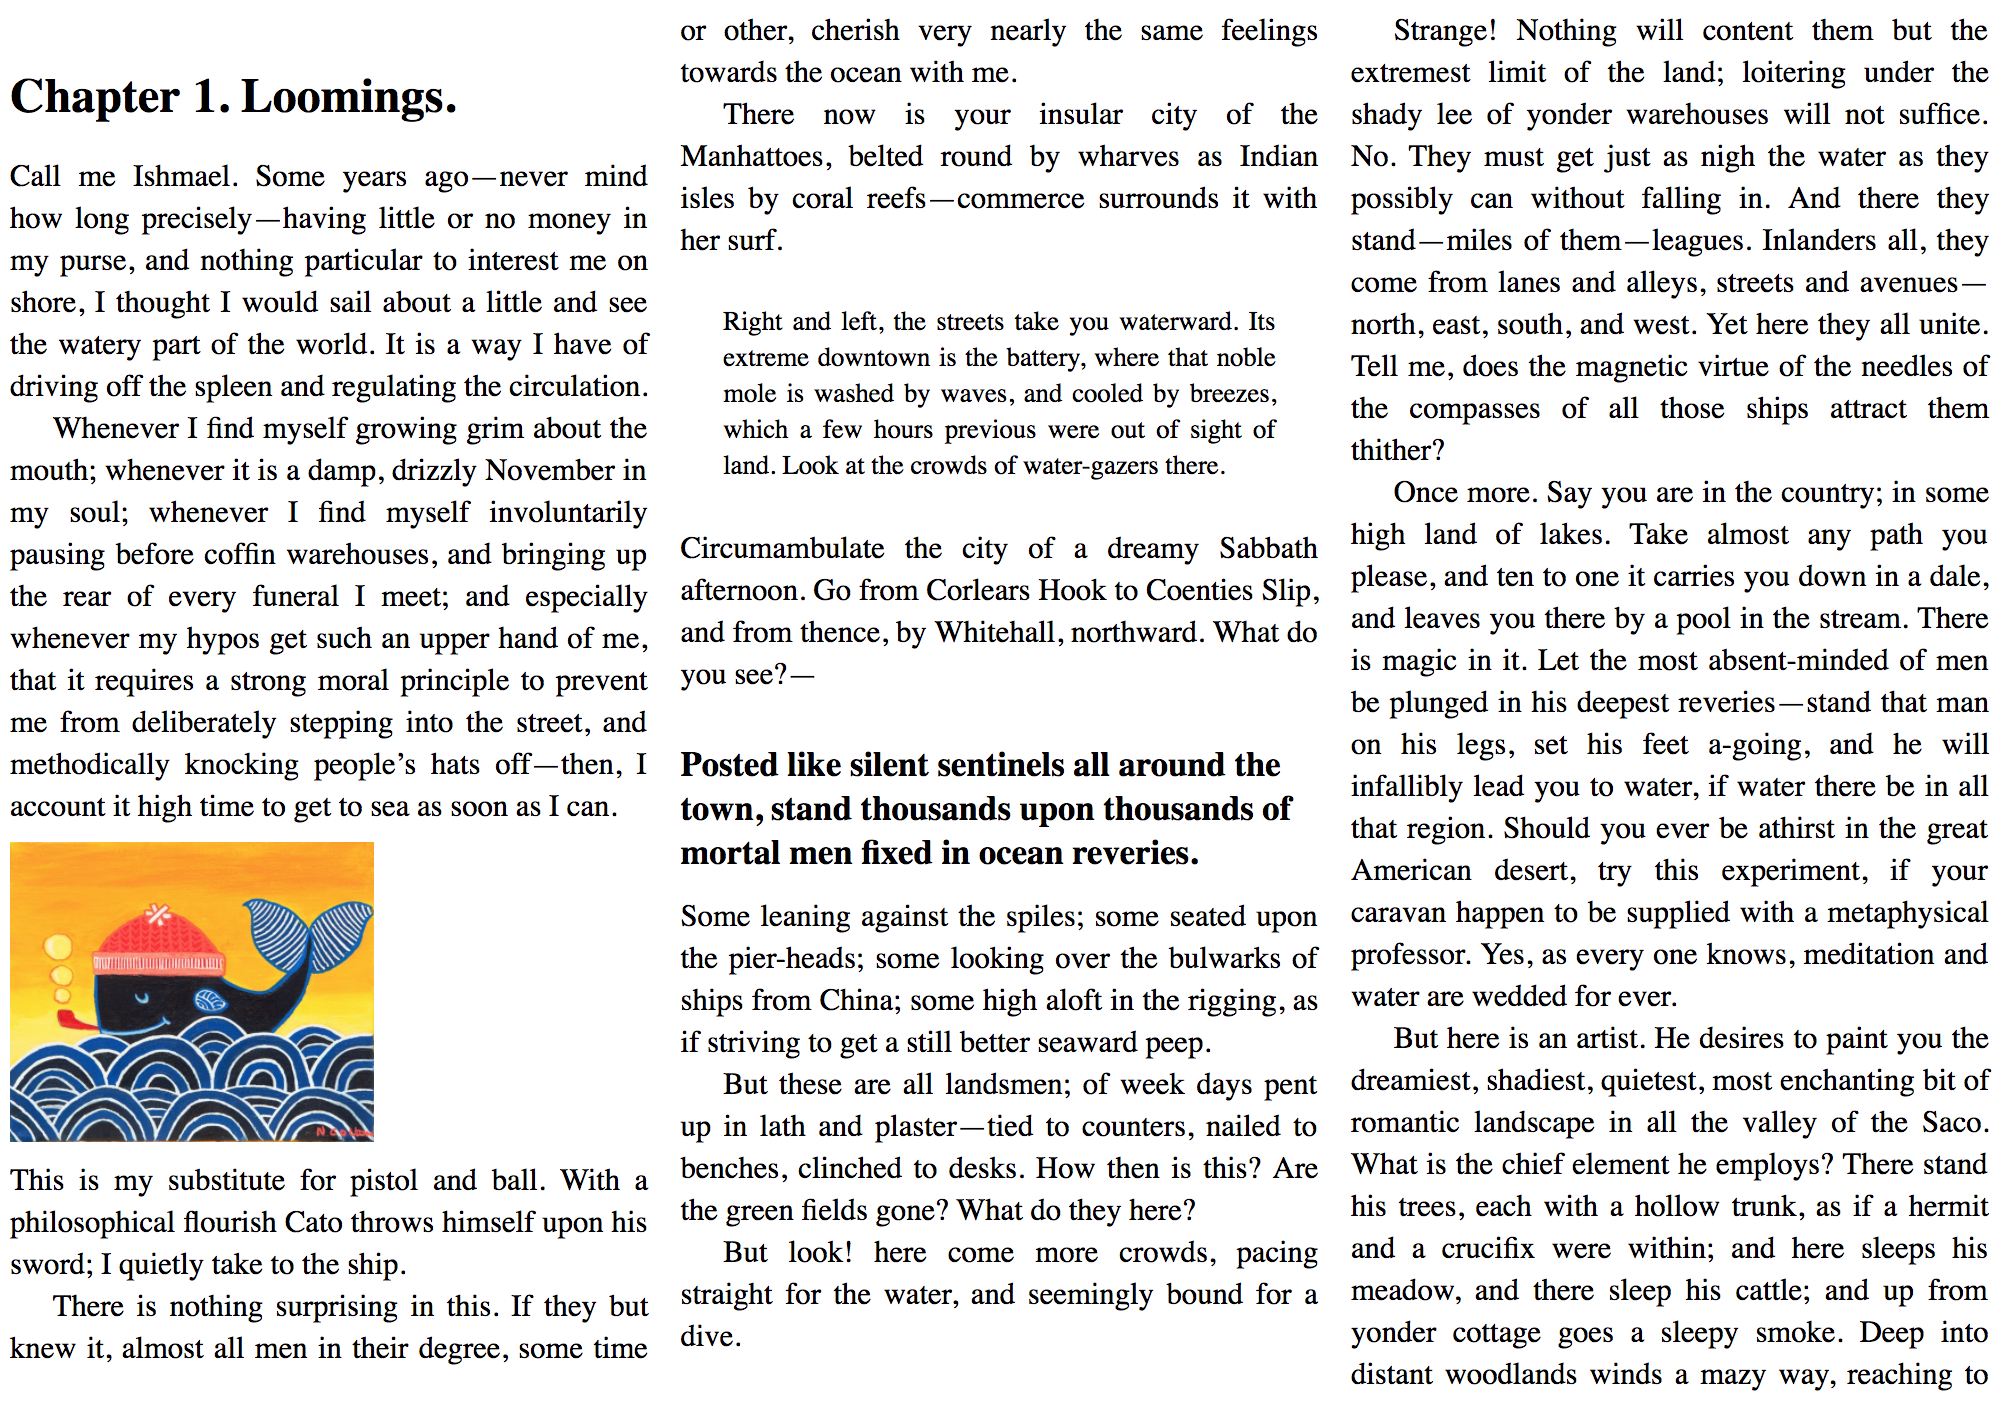 Chapter 1. Loomings.
Call me Ishmael. Some years ago—never mind
how long precisely—having little or no money in
my purse, and nothing particular to interest me on
shore, I thought I would sail about a little and see
the watery part of the world. It is a way I have of
driving off the spleen and regulating the circulation.
Whenever I find myself growing grim about the
mouth; whenever it is a damp, drizzly November in
my soul; whenever I find myself involuntarily
pausing before coffin warehouses, and bringing up
the rear of every funeral I meet; and especially
whenever my hypos get such an upper hand of me,
that it requires a strong moral principle to prevent
me from deliberately stepping into the street, and
methodically knocking people’s hats off—then, I
account it high time to get to sea as soon as I can.
This is my substitute for pistol and ball. With a
philosophical flourish Cato throws himself upon his
sword; I quietly take to the ship.
There is nothing surprising in this. If they but
knew it, almost all men in their degree, some time
or other, cherish very nearly the same feelings
towards the ocean with me.
There now is your insular city of the
Manhattoes, belted round by wharves as Indian
isles by coral reefs—commerce surrounds it with
her surf.
Right and left, the streets take you waterward. Its
extreme downtown is the battery, where that noble
mole is washed by waves, and cooled by breezes,
which a few hours previous were out of sight of
land. Look at the crowds of water-gazers there.
Circumambulate the city of a dreamy Sabbath
afternoon. Go from Corlears Hook to Coenties Slip,
and from thence, by Whitehall, northward. What do
you see?—
Posted like silent sentinels all around the
town, stand thousands upon thousands of
mortal men fixed in ocean reveries.
Some leaning against the spiles; some seated upon
the pier-heads; some looking over the bulwarks of
ships from China; some high aloft in the rigging, as
if striving to get a still better seaward peep.
But these are all landsmen; of week days pent
up in lath and plaster—tied to counters, nailed to
benches, clinched to desks. How then is this? Are
the green fields gone? What do they here?
But look! here come more crowds, pacing
straight for the water, and seemingly bound for a
dive.
Strange! Nothing will content them but the
extremest limit of the land; loitering under the
shady lee of yonder warehouses will not suffice.
No. They must get just as nigh the water as they
possibly can without falling in. And there they
stand—miles of them—leagues. Inlanders all, they
come from lanes and alleys, streets and avenues—
north, east, south, and west. Yet here they all unite.
Tell me, does the magnetic virtue of the needles of
the compasses of all those ships attract them
thither?
Once more. Say you are in the country; in some
high land of lakes. Take almost any path you
please, and ten to one it carries you down in a dale,
and leaves you there by a pool in the stream. There
is magic in it. Let the most absent-minded of men
be plunged in his deepest reveries—stand that man
on his legs, set his feet a-going, and he will
infallibly lead you to water, if water there be in all
that region. Should you ever be athirst in the great
American desert, try this experiment, if your
caravan happen to be supplied with a metaphysical
professor. Yes, as every one knows, meditation and
water are wedded for ever.
But here is an artist. He desires to paint you the
dreamiest, shadiest, quietest, most enchanting bit of
romantic landscape in all the valley of the Saco.
What is the chief element he employs? There stand
his trees, each with a hollow trunk, as if a hermit
and a crucifix were within; and here sleeps his
meadow, and there sleep his cattle; and up from
yonder cottage goes a sleepy smoke. Deep into
distant woodlands winds a mazy way, reaching to